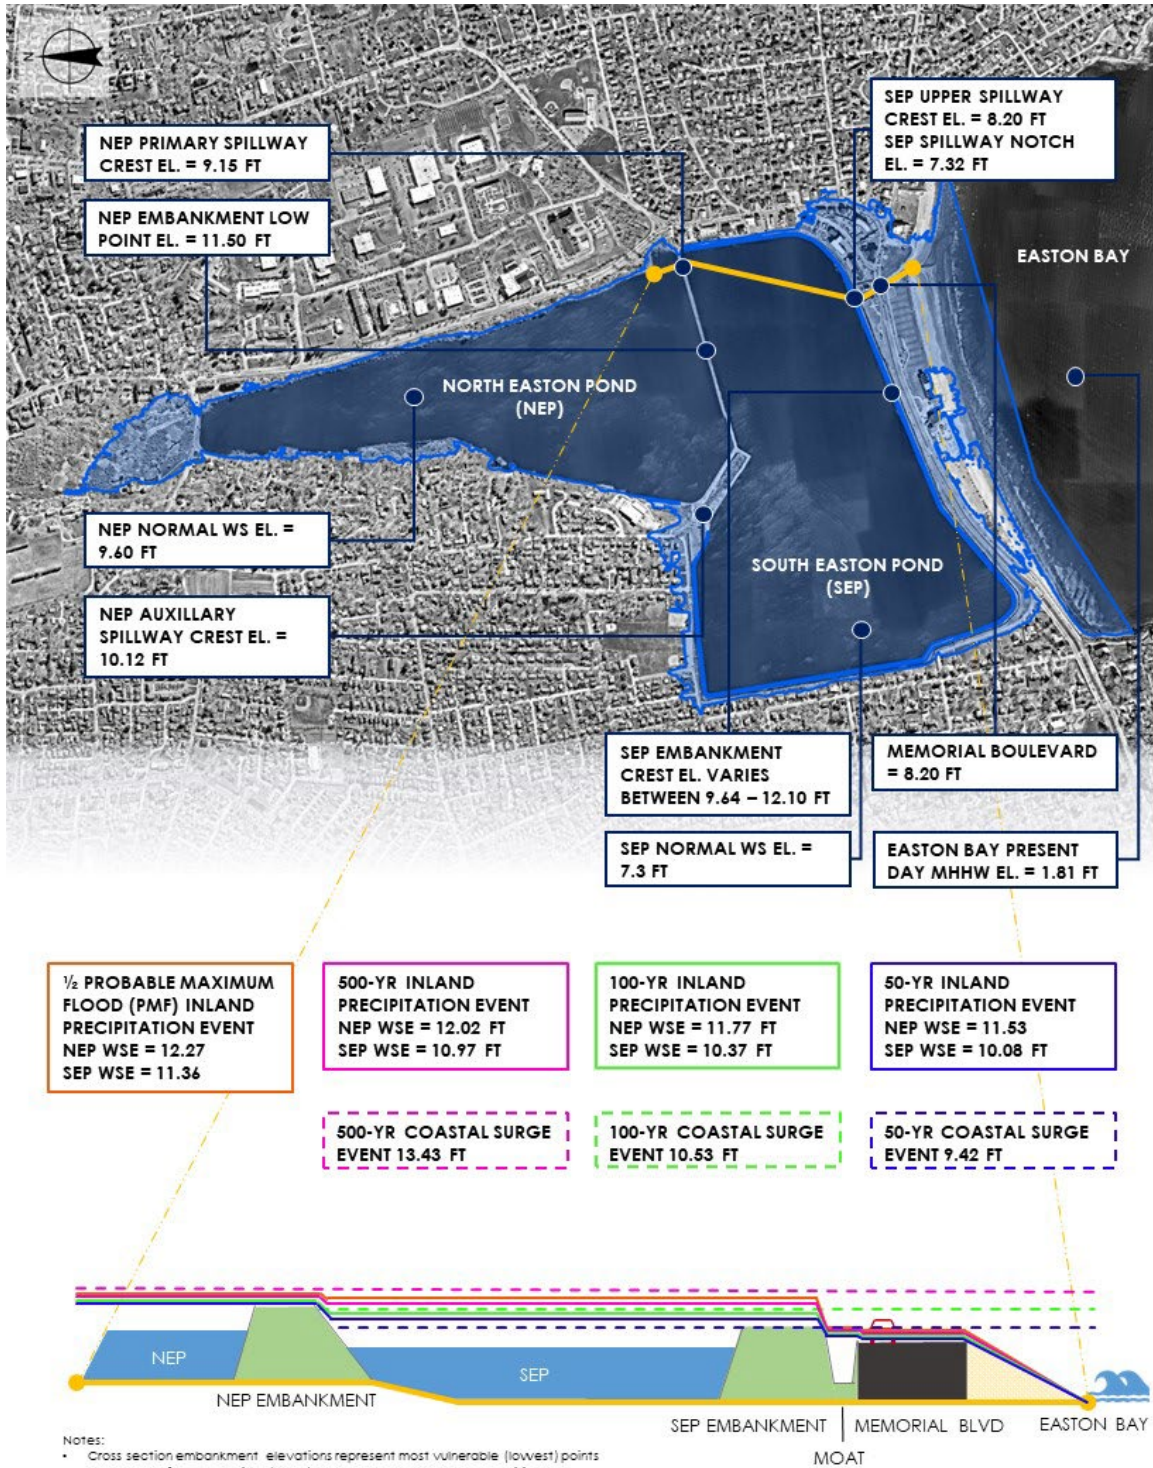 N
NEP PRIMARY SPILLWAY
CREST EL. = 9.15 FT
NEP EMBANKMENT LOW
POINT EL. = 11.50 FT
SEP UPPER SPILLWAY
CREST EL. = 8.20 FT
SEP SPILLWAY NOTCH
EL. = 7.32 FT
EASTON BAY
NORTH EASTON POND
(NEP)
NEP NORMAL WS EL. =
9.60 FT
NEP AUXILLARY
SPILLWAY CREST EL. =
10.12 FT
SOUTH EASTON POND
(SEP)
SEP EMBANKMENT
CREST EL. VARIES
BETWEEN 9.64 – 12.10 FT
MEMORIAL BOULEVARD
= 8.20 FT
SEP NORMAL WS EL. =
7.3 FT
EASTON BAY PRESENT
DAY MHHW EL. = 1.81 FT
½ PROBABLE MAXIMUM
FLOOD (PMF) INLAND
PRECIPITATION EVENT
NEP WSE = 12.27
SEP WSE = 11.36
500-YR INLAND
PRECIPITATION EVENT
NEP WSE = 12.02 FT
SEP WSE = 10.97 FT
100-YR INLAND
PRECIPITATION EVENT
NEP WSE = 11.77 FT
SEP WSE = 10.37 FT
50-YR INLAND
PRECIPITATION EVENT
NEP WSE = 11.53
SEP WSE = 10.08 FT
500-YR COASTAL SURGE
EVENT 13.43 FT
100-YR COASTAL SURGE
EVENT 10.53 FT
50-YR COASTAL SURGE
EVENT 9.42 FT
NEP
SEP
NEP EMBANKMENT
SEP EMBANKMENT
MOAT
MEMORIAL BLVD
EASTON BAY
Notes:
• Cross section embankment elevations represent most vulnerable (lowest) points